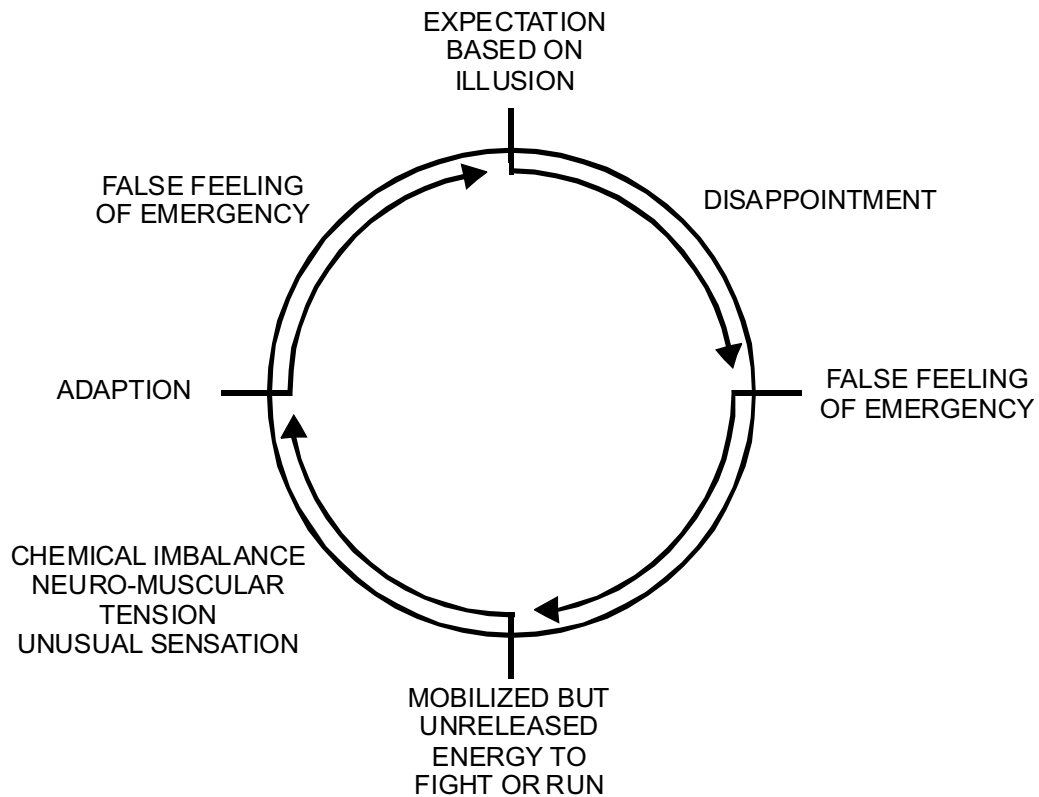 EXPECTATION
BASED ON
ILLUSION
FALSE FEELING
OF EMERGENCY
DISAPPOINTMENT
ADAPTION
FALSE FEELING
OF EMERGENCY
CHEMICAL IMBALANCE
NEURO-MUSCULAR
TENSION
UNUSUAL SENSATION
MOBILIZED BUT
UNRELEASED
ENERGY TO
FIGHT OR RUN